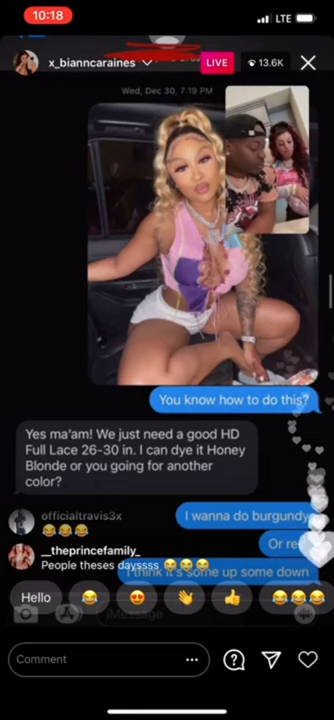 10:18
LTE
x_bianncaraines
LIVE
13.6K
Wed, Dec 30, 7:19 PM
You know how to do this?
Yes ma'am! We just need a good HD
Full Lace 26-30 in. I can dye it Honey
Blonde or you going for another
color?
officialtravis3x
😂😂😂
I wanna do burgundy
Or
__theprincefamily_
People theses dayssss 😂😂😂
I think it's some up some down
Hello 😂 😍 👋 👍 😂😂😂
iMessage
Comment